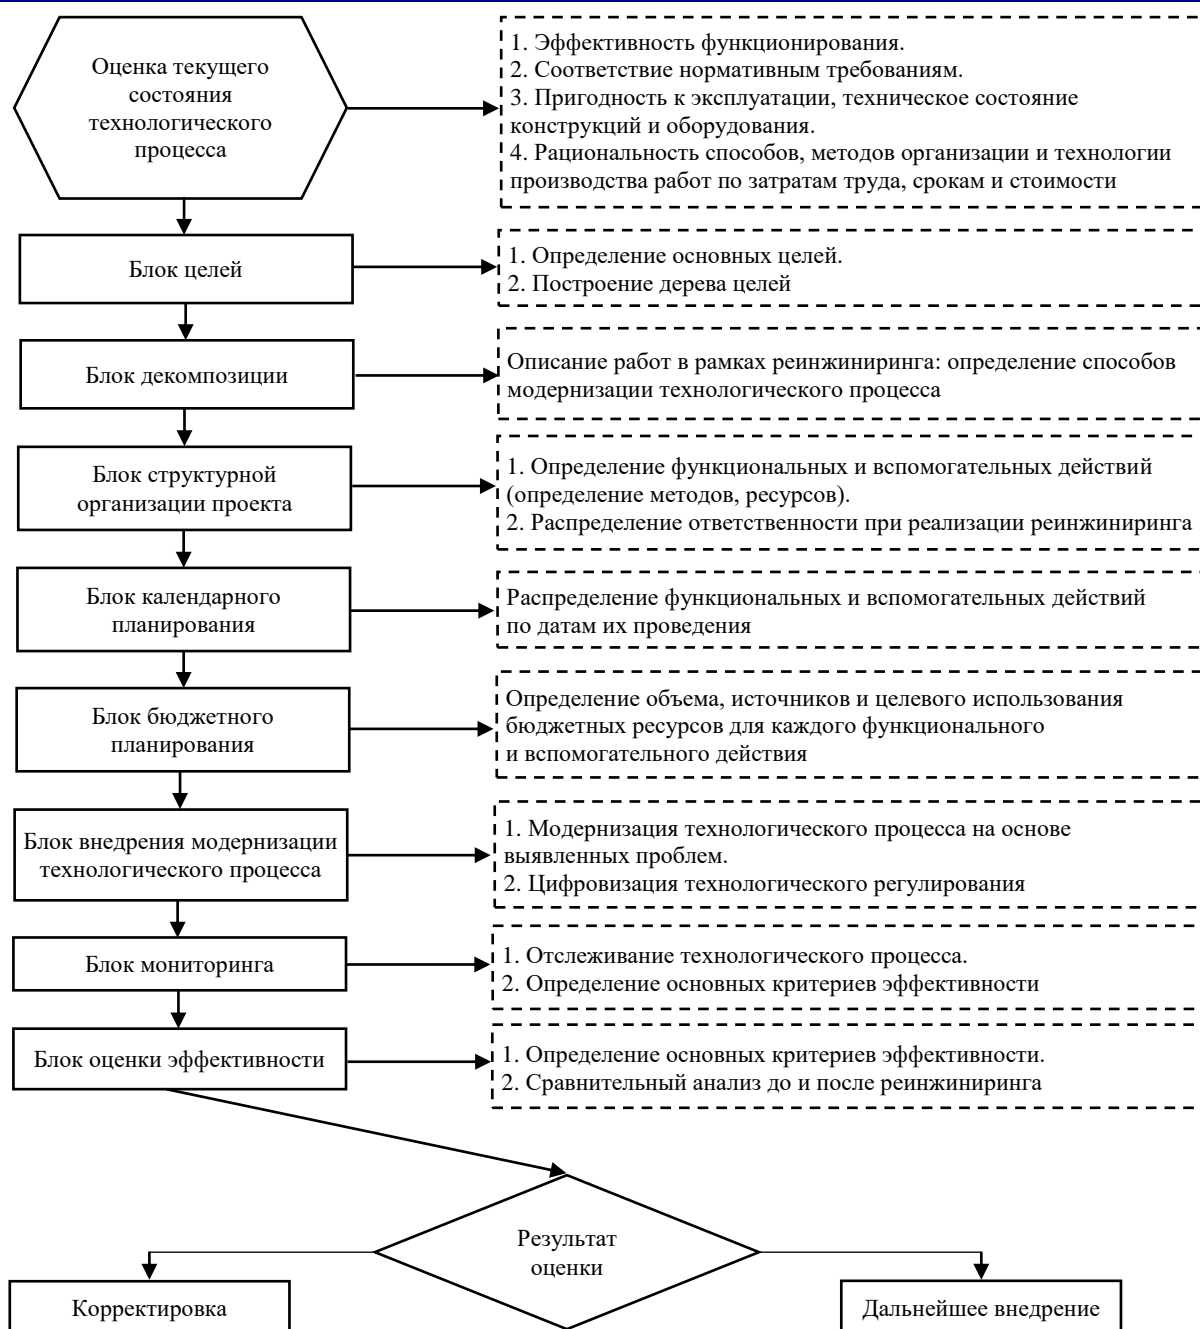 Оценка текущего
состояния
технологического
процесса
1. Эффективность функционирования.
2. Соответствие нормативным требованиям.
3. Пригодность к эксплуатации, техническое состояние
конструкций и оборудования.
4. Рациональность способов, методов организации и технологии
производства работ по затратам труда, срокам и стоимости
Блок целей
1. Определение основных целей.
2. Построение дерева целей
Блок декомпозиции
Описание работ в рамках реинжиниринга: определение способов
модернизации технологического процесса
Блок структурной
организации проекта
1. Определение функциональных и вспомогательных действий
(определение методов, ресурсов).
2. Распределение ответственности при реализации реинжиниринга
Блок календарного
планирования
Распределение функциональных и вспомогательных действий
по датам их проведения
Блок бюджетного
планирования
Определение объема, источников и целевого использования
бюджетных ресурсов для каждого функционального
и вспомогательного действия
Блок внедрения модернизации
технологического процесса
1. Модернизация технологического процесса на основе
выявленных проблем.
2. Цифровизация технологического регулирования
Блок мониторинга
1. Отслеживание технологического процесса.
2. Определение основных критериев эффективности
Блок оценки эффективности
1. Определение основных критериев эффективности.
2. Сравнительный анализ до и после реинжиниринга
Результат
оценки
Корректировка
Дальнейшее внедрение